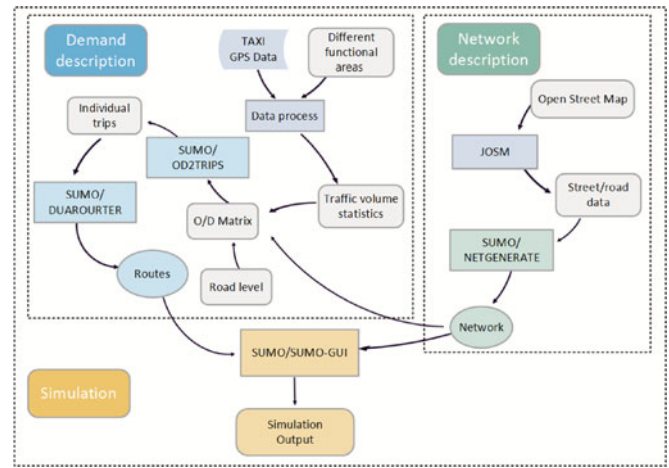 Demand
description
TAXI
GPS Data
Different
functional
areas
Network
description
Individual
trips
Data process
Open Street Map
SUMO/
OD2TRIPS
JOSM
SUMO/
DUAROURTER
O/D Matrix
Traffic volume
statistics
Street/road
data
SUMO/
NETGENERATE
Routes
Road level
Network
SUMO/SUMO-GUI
Simulation
Simulation
Output